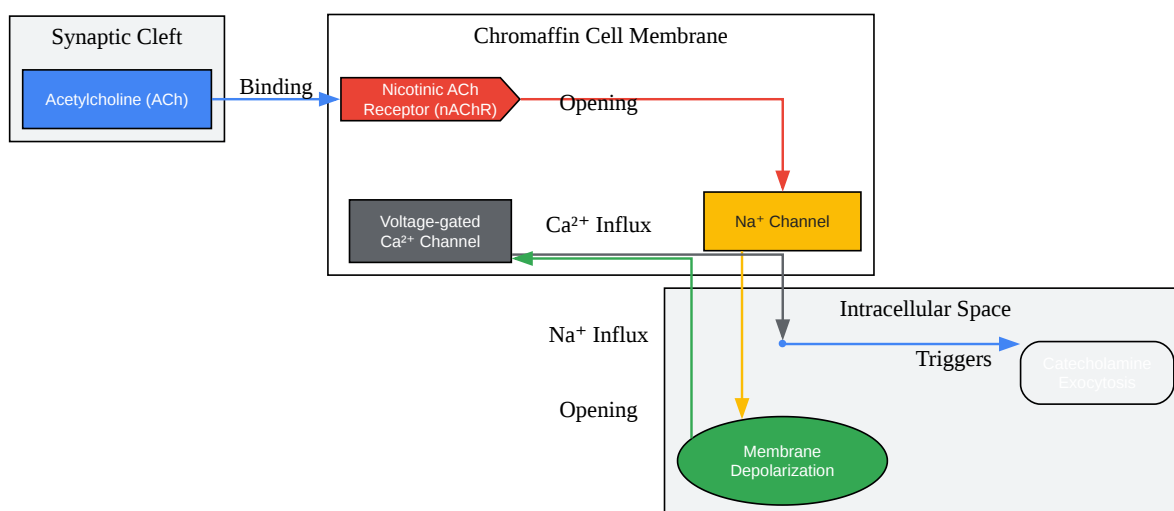 Synaptic Cleft
Acetylcholine (ACh)
Binding
Chromaffin Cell Membrane
Nicotinic ACh
Receptor (nAChR)
Opening
Voltage-gated
Ca²⁺ Channel
Ca²⁺ Influx
Na⁺ Channel
Na⁺ Influx
Opening
Intracellular Space
Triggers
Catecholamine
Exocytosis
Membrane
Depolarization